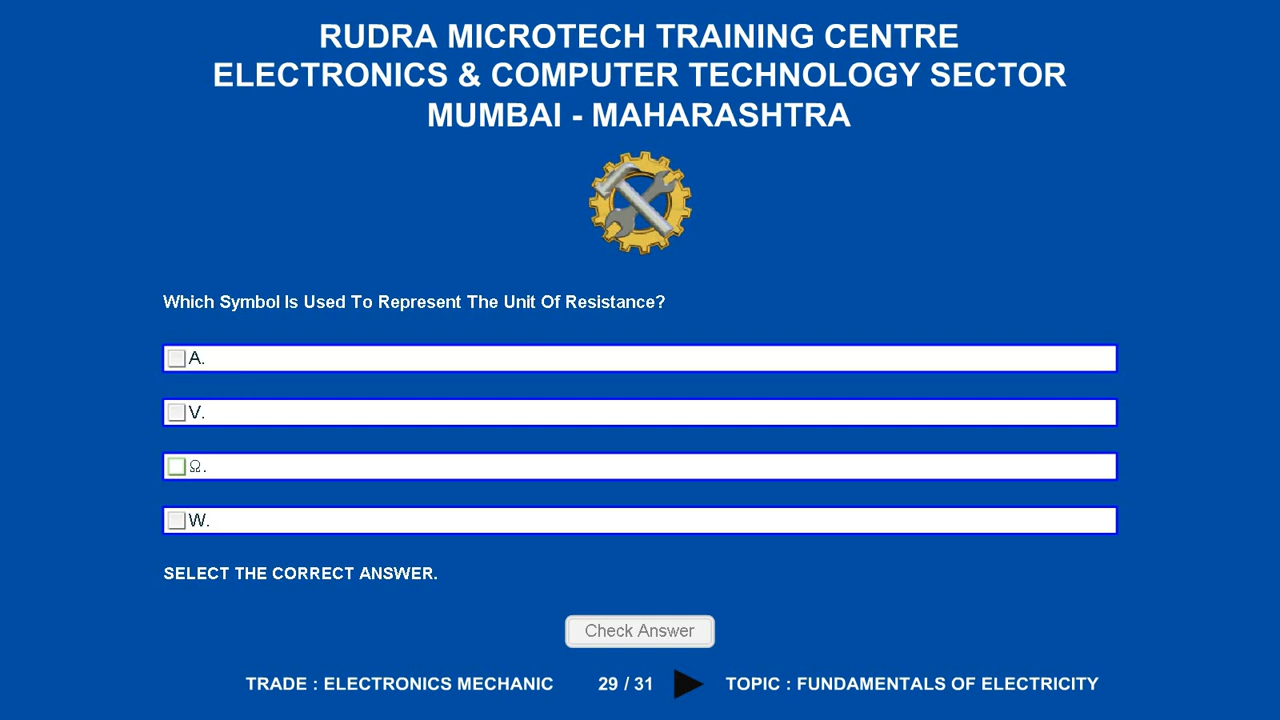 RUDRA MICROTECH TRAINING CENTRE
ELECTRONICS & COMPUTER TECHNOLOGY SECTOR
MUMBAI - MAHARASHTRA
Which Symbol Is Used To Represent The Unit Of Resistance?
A.
V.
Ω.
W.
SELECT THE CORRECT ANSWER.
Check Answer
TRADE : ELECTRONICS MECHANIC 29 / 31 TOPIC : FUNDAMENTALS OF ELECTRICITY